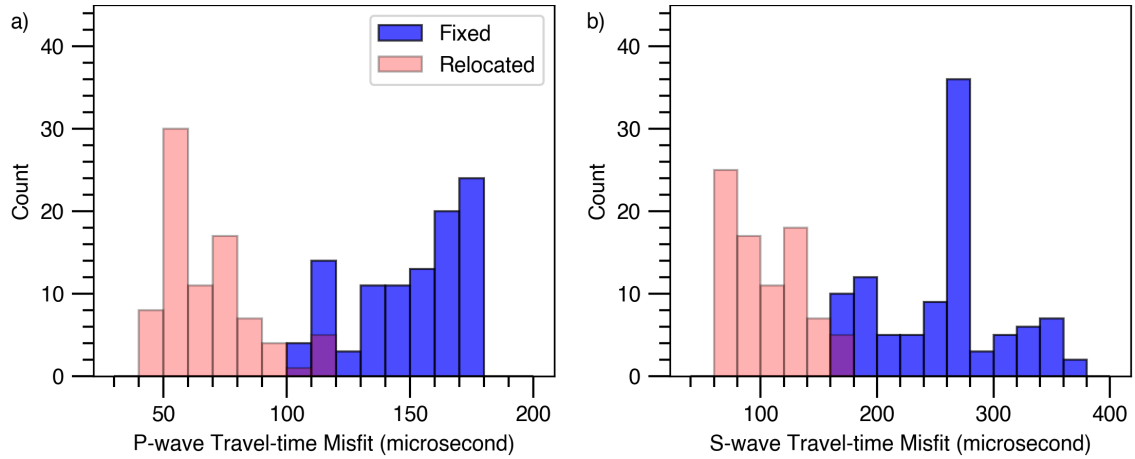 a)
Fixed
Relocated
40
30
20
10
0
Count
50
100
150
200
P-wave Travel-time Misfit (microsecond)
b)
40
30
20
10
0
Count
100
200
300
400
S-wave Travel-time Misfit (microsecond)